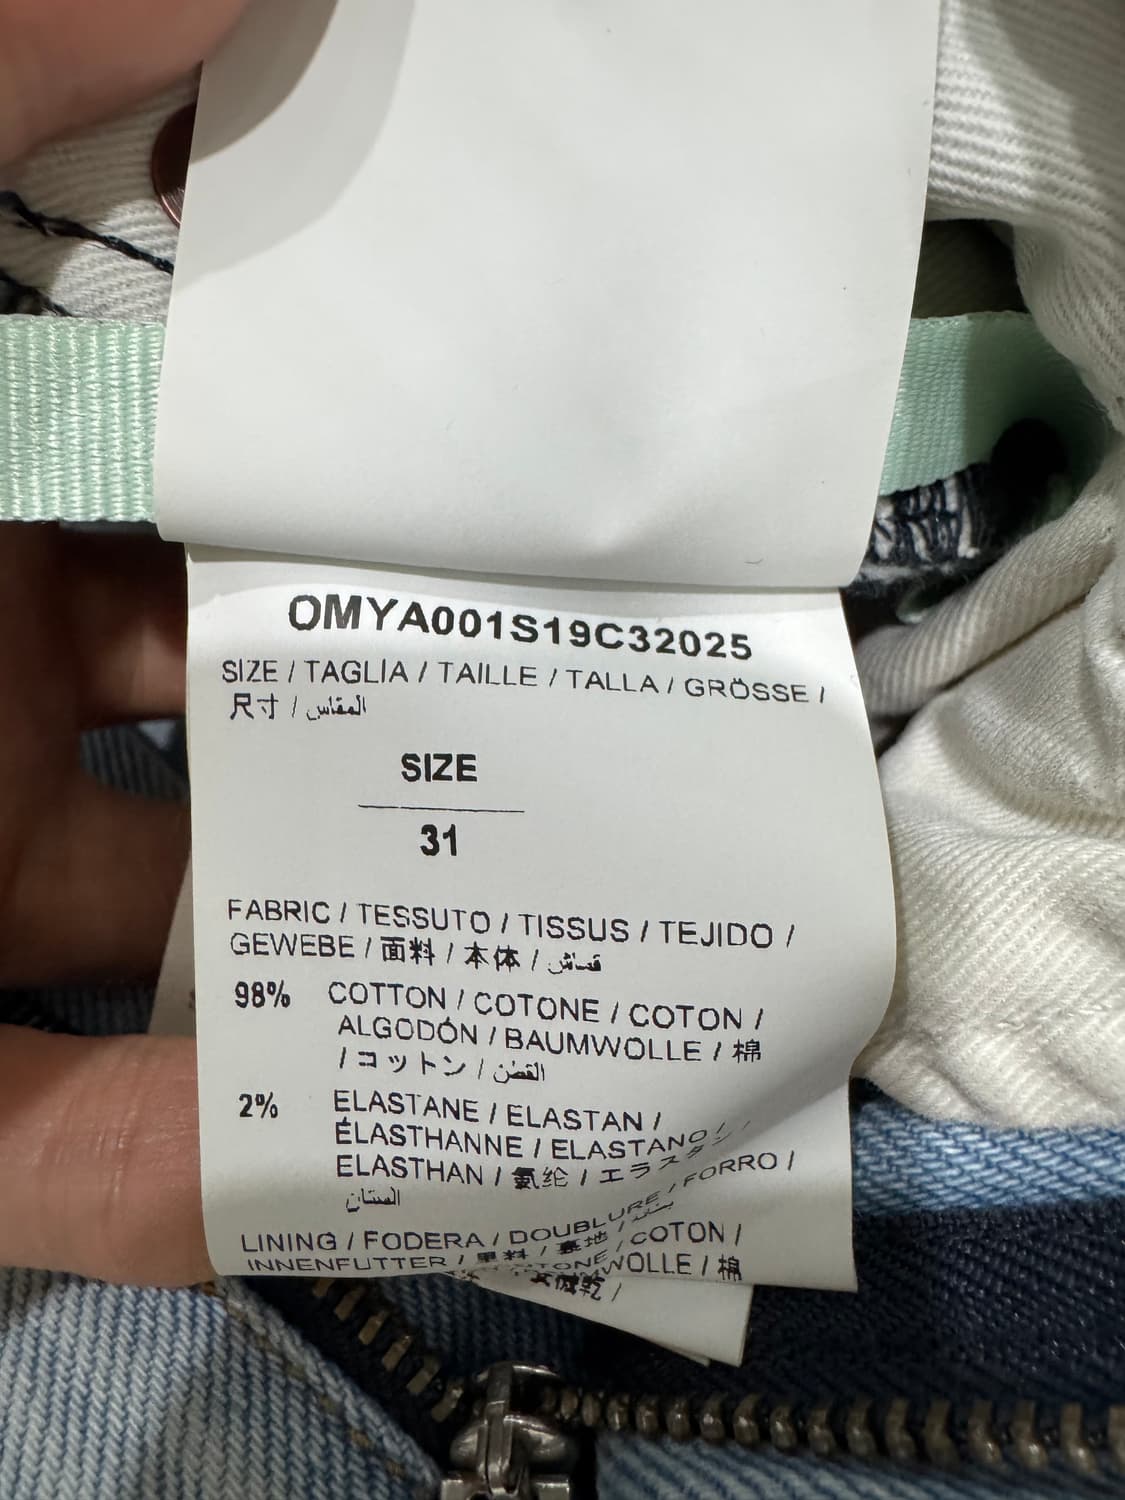 OMYA001S19C32025
SIZE / TAGLIA / TAILLE / TALLA / GRÖSSE /
尺寸 / المقاس
SIZE
31
FABRIC / TESSUTO / TISSUS / TEJIDO /
GEWEBE / 面料 / 本体 / قماش
98% COTTON / COTONE / COTON /
ALGODÓN / BAUMWOLLE / 棉
/ コットン / القطن
2% ELASTANE / ELASTAN /
ÉLASTHANNE / ELASTANO /
ELASTHAN / 氨纶 / エラスタン /
LINING / FODERA / DOUBLURE / FORRO /
INNENFUTTER / 里料 / 裏地 /
COTON /
WOLLE / 棉